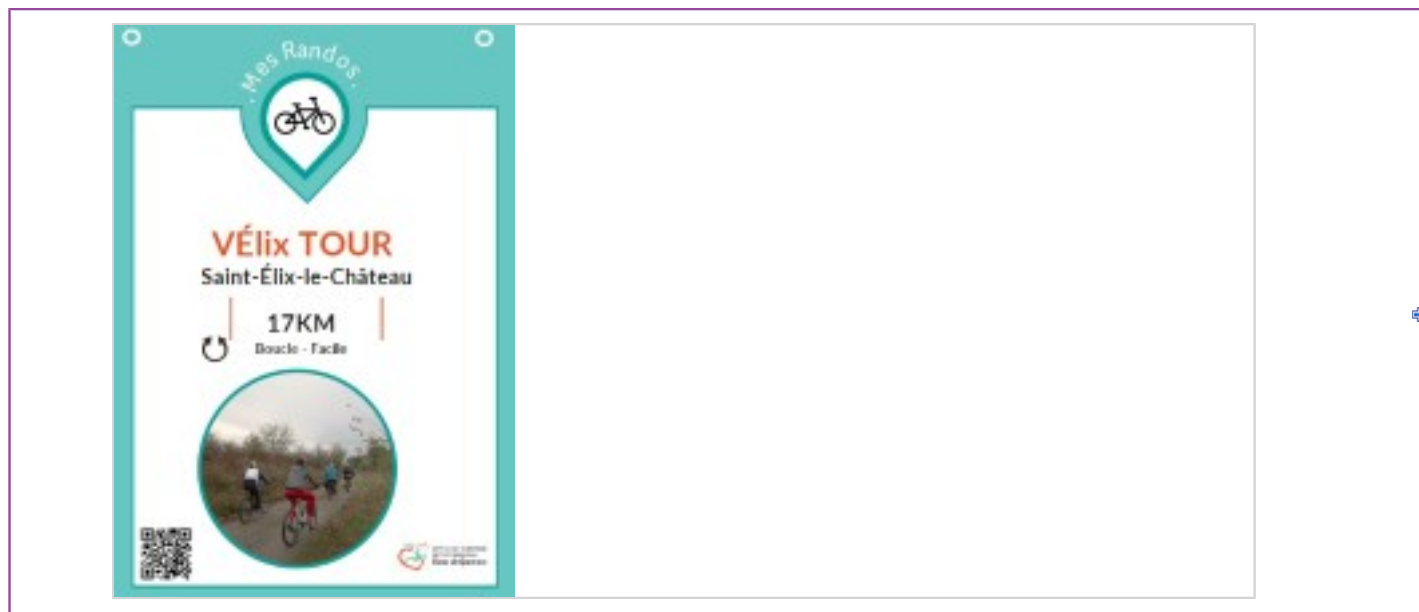 · Mes Randos ·
VÉlix TOUR
Saint-Élix-le-Château
17KM
Boucle - Facile